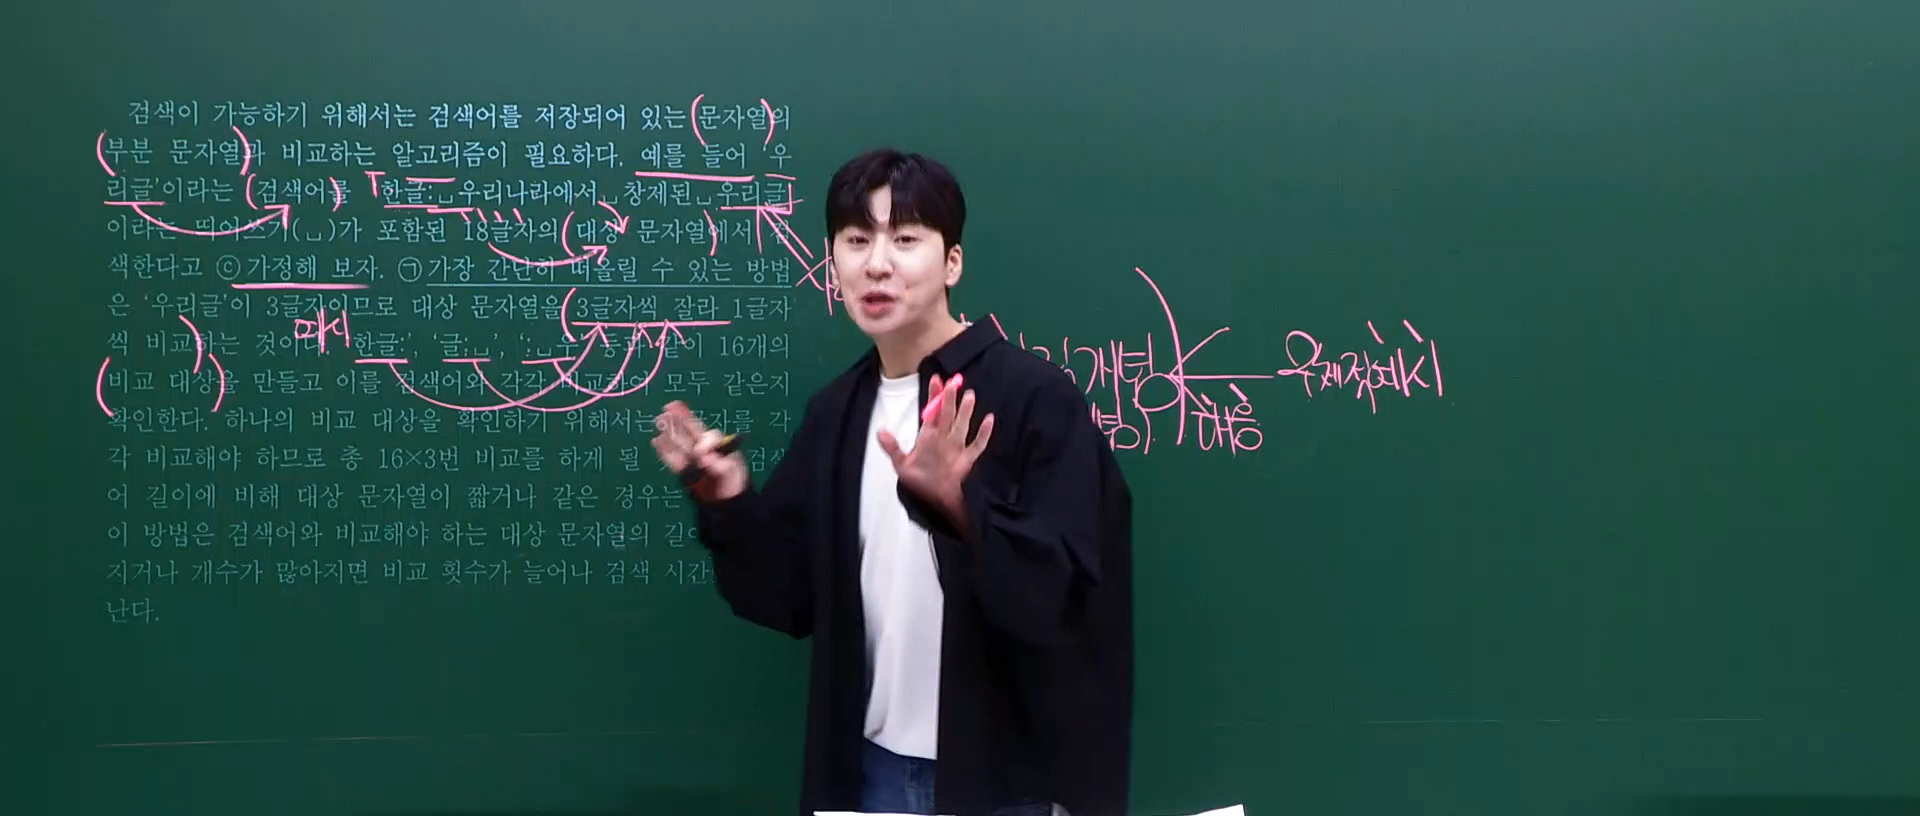 검색이 가능하기 위해서는 검색어를 저장되어 있는 문자열의
부분 문자열과 비교하는 알고리즘이 필요하다. 예를 들어 ‘우
리글’이라는 검색어를 ‘한글:␣우리나라에서␣창제된␣우리글’
이라는 띄어쓰기(␣)가 포함된 18글자의 대상 문자열에서 검
색한다고 ⓒ가정해 보자. ㉠가장 간단히 떠올릴 수 있는 방법
은 ‘우리글’이 3글자이므로 대상 문자열을 3글자씩 잘라 1글자
씩 비교하는 것이다. ‘한글:’, ‘글:␣’, ‘:␣우’ 등과 같이 16개의
예시
비교 대상을 만들고 이를 검색어와 각각 비교하여 모두 같은지
확인한다. 하나의 비교 대상을 확인하기 위해서는 글자를 각
각 비교해야 하므로 총 16×3번 비교를 하게 될 검색
어 길이에 비해 대상 문자열이 짧거나 같은 경우는
이 방법은 검색어와 비교해야 하는 대상 문자열의
지거나 개수가 많아지면 비교 횟수가 늘어나 검색 시간
난다.
개념
대응
구체적 예시